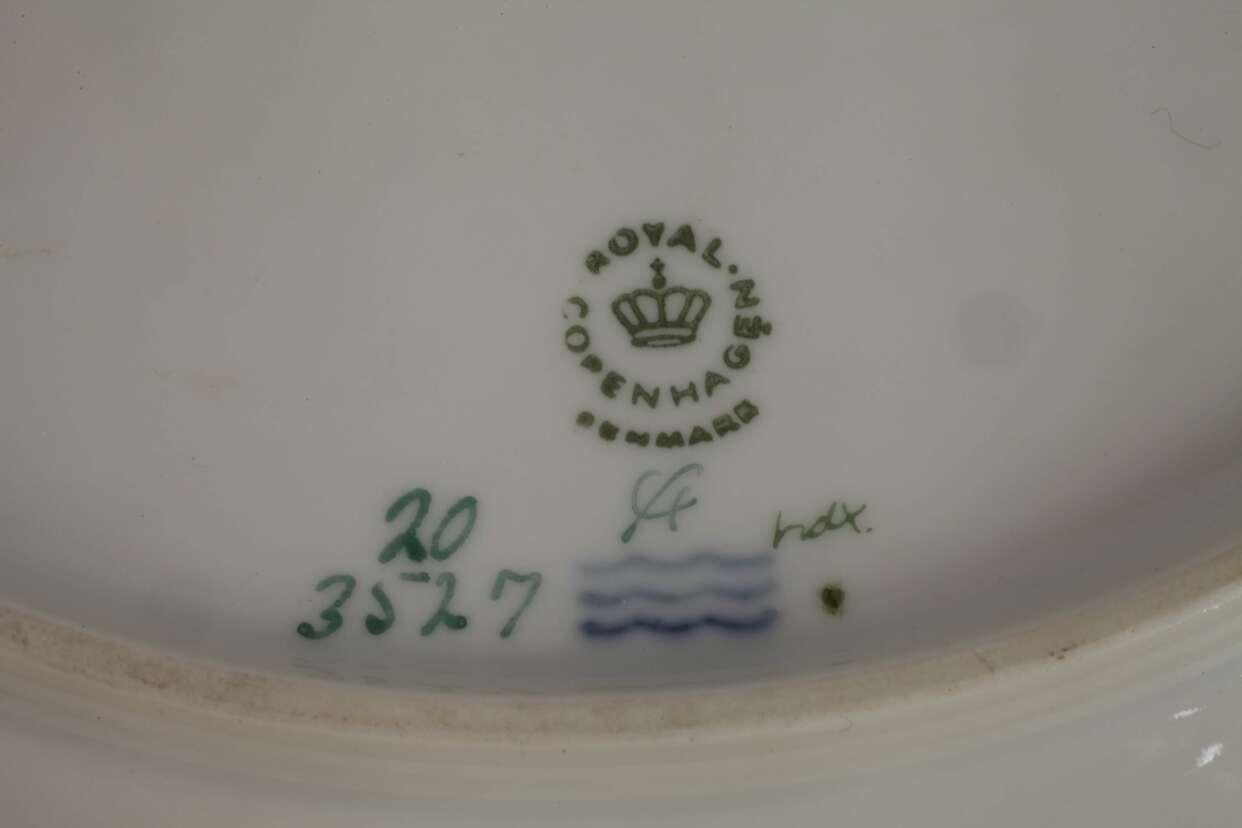 ROYAL.
COPENHAGEN
DENMARK
20
3527